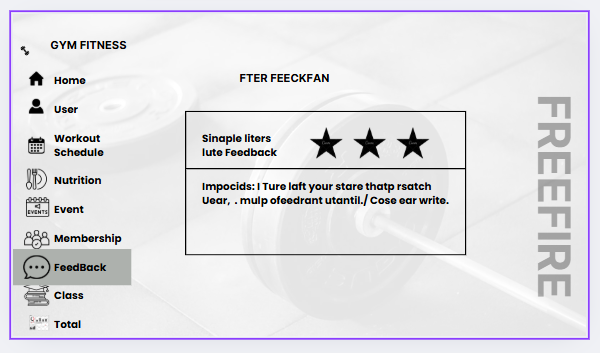 GYM FITNESS
Home
User
Workout
Schedule
Nutrition
EVENTS
Event
Membership
FeedBack
Class
Total
FTER FEECKFAN
Sinaple liters
lute Feedback
Impocids: I Ture laft your stare thatp rsatch
Uear, . mulp ofeedrant utantil./ Cose ear write.
FREEFIRE